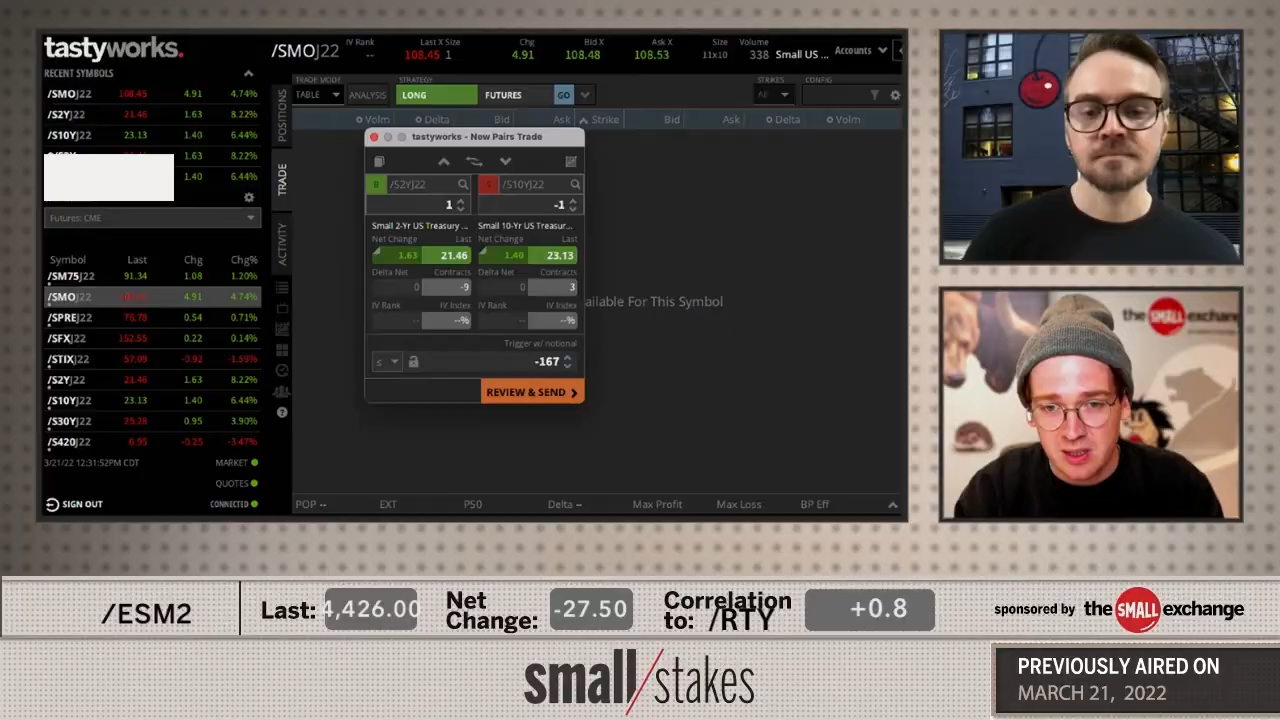 tastyworks.
RECENT SYMBOLS
/SMOJ22 108.45 4.91 4.74%
/S2YJ22 21.46 1.63 8.22%
/S10YJ22 23.13 1.40 6.44%
1.63 8.22%
1.40 6.44%
Futures: CME
Symbol Last Chg Chg%
/SM75J22 91.34 1.08 1.20%
/SMOJ22 4.91 4.74%
/SPREJ22 76.78 0.54 0.71%
/SFXJ22 152.55 0.22 0.14%
/STIXJ22 57.09 -0.92 -1.59%
/S2YJ22 21.46 1.63 8.22%
/S10YJ22 23.13 1.40 6.44%
/S30YJ22 25.28 0.95 3.90%
/S420J22 6.95 -0.25 -3.47%
3/21/22 12:31:52PM CDT MARKET
QUOTES
SIGN OUT CONNECTED
POSITIONS
TRADE
ACTIVITY
/SMOJ22
IV Rank Last X Size Chg Bid X Ask X Size Volume Small US ... Accounts
-- 108.45 1 4.91 108.48 108.53 11x10 338
TRADE MODE STRATEGY STRIKES CONFIG
TABLE ANALYSIS LONG FUTURES GO All
Volm Delta Bid Ask Strike Bid Ask Delta Volm
tastyworks - New Pairs Trade
B /S2YJ22 S /S10YJ22
1 -1
Small 2-Yr US Treasury ... Small 10-Yr US Treasur...
Net Change Last Net Change Last
1.63 21.46 1.40 23.13
Delta Net Contracts Delta Net Contracts
0 -9 0 3
IV Rank IV Index IV Rank IV Index
-- --% -- --%
Trigger w/ notional
≤ -167
REVIEW & SEND
ailable For This Symbol
POP -- EXT P50 Delta -- Max Profit Max Loss BP Eff
the SMALL exchan
/ESM2
Last: 4,426.00
Net Change: -27.50
Correlation to: /RTY +0.8
sponsored by the SMALL exchange
small/stakes
PREVIOUSLY AIRED ON
MARCH 21, 2022